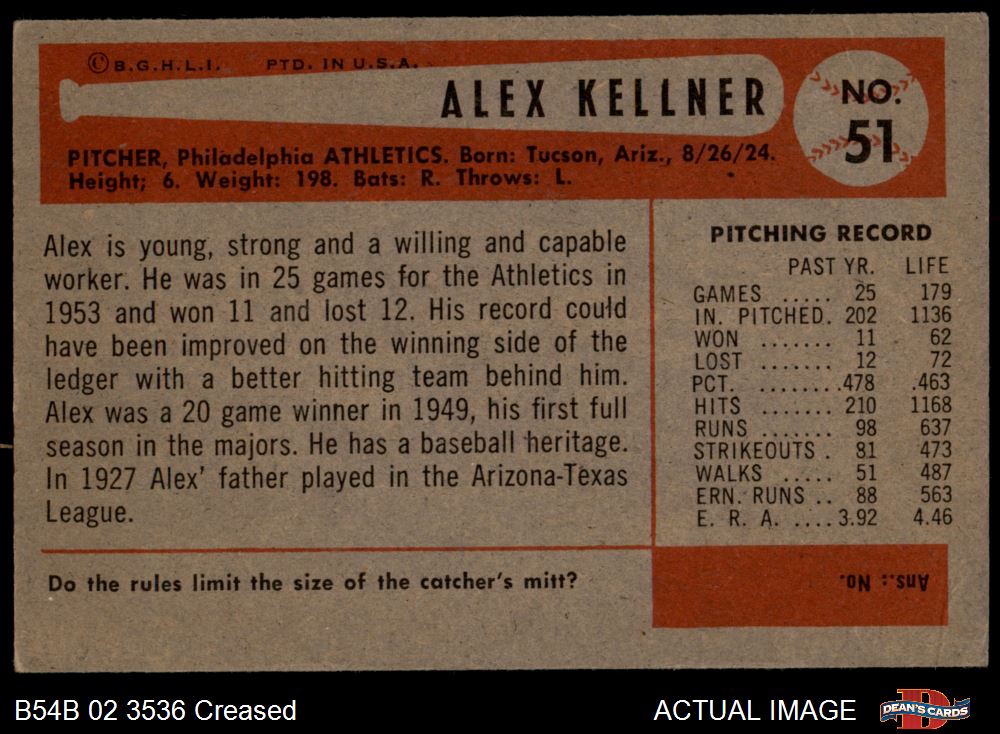 © B.G.H.L.I. PTD. IN U.S.A.
ALEX KELLNER
NO.
51
PITCHER, Philadelphia ATHLETICS. Born: Tucson, Ariz., 8/26/24.
Height; 6. Weight: 198. Bats: R. Throws: L.
Alex is young, strong and a willing and capable
worker. He was in 25 games for the Athletics in
1953 and won 11 and lost 12. His record could
have been improved on the winning side of the
ledger with a better hitting team behind him.
Alex was a 20 game winner in 1949, his first full
season in the majors. He has a baseball heritage.
In 1927 Alex' father played in the Arizona-Texas
League.
PITCHING RECORD
PAST YR. LIFE
GAMES ..... 25 179
IN. PITCHED. 202 1136
WON ....... 11 62
LOST ....... 12 72
PCT. ........ .478 .463
HITS ....... 210 1168
RUNS ....... 98 637
STRIKEOUTS . 81 473
WALKS ..... 51 487
ERN. RUNS .. 88 563
E. R. A. .... 3.92 4.46
Do the rules limit the size of the catcher's mitt?
Ans.: No.
B54B 02 3536 Creased
ACTUAL IMAGE
D
DEAN'S CARDS